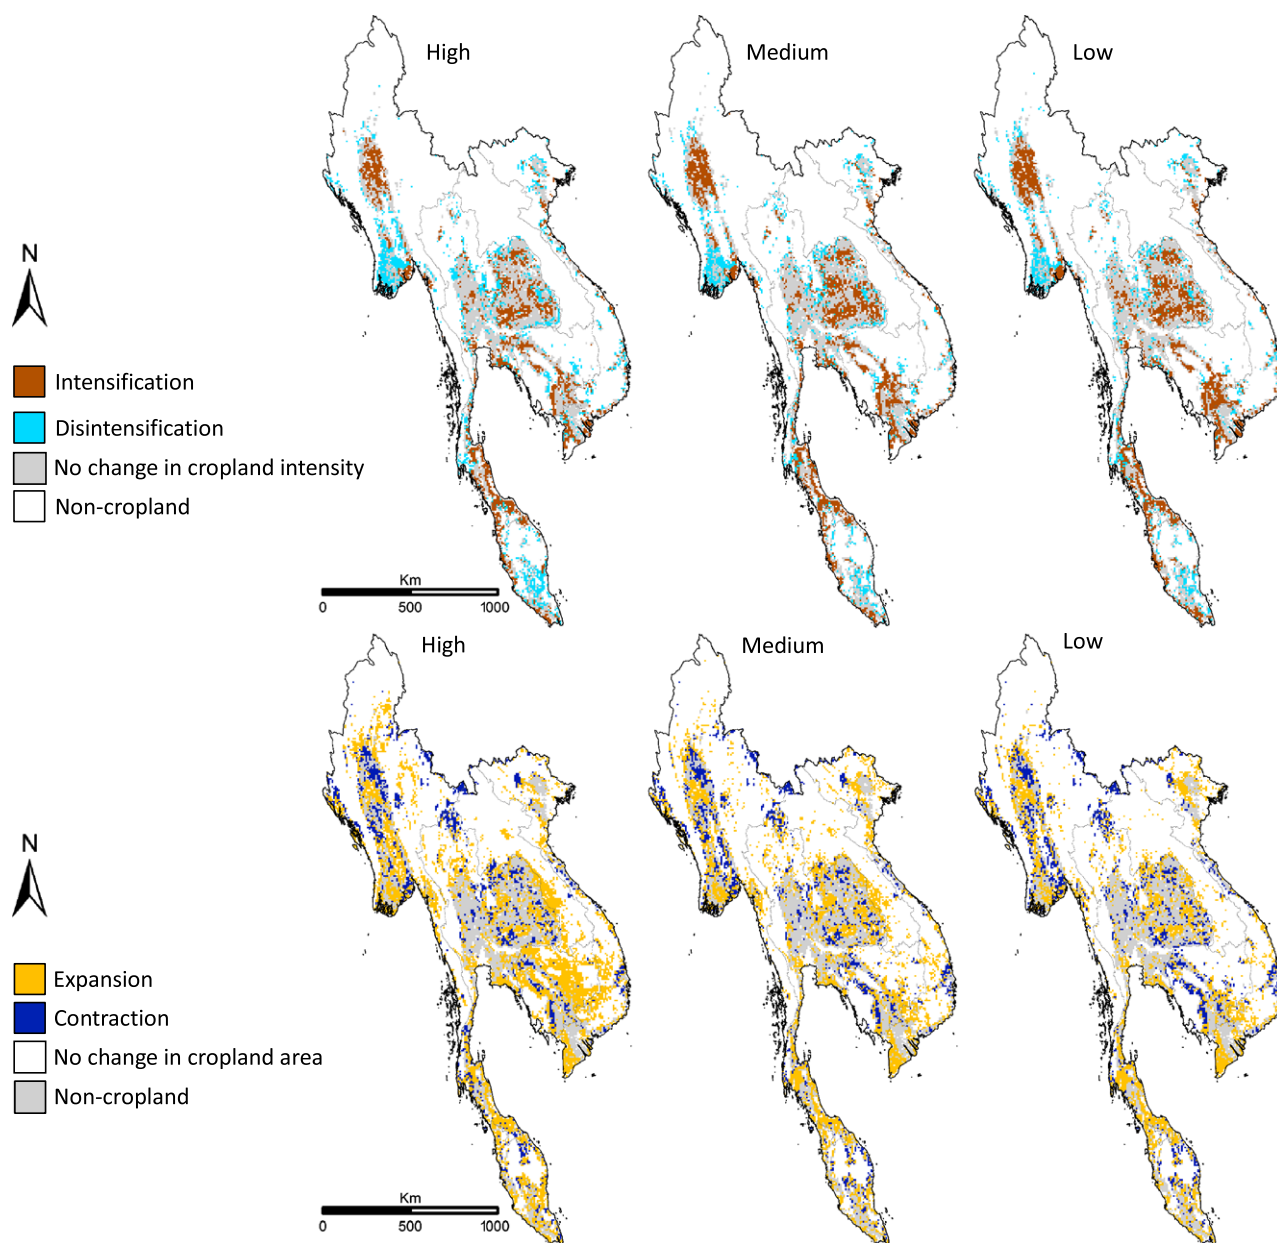 High
Medium
Low
N
Intensification
Disintensification
No change in cropland intensity
Non-cropland
Km
0 500 1000
High
Medium
Low
N
Expansion
Contraction
No change in cropland area
Non-cropland
Km
0 500 1000